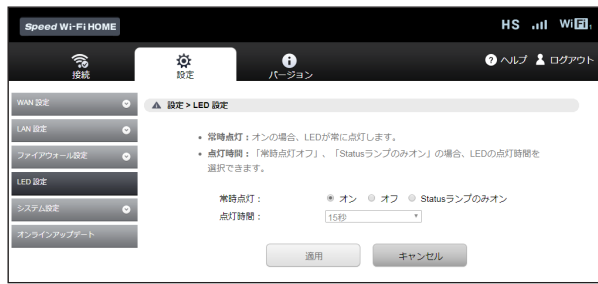 Speed Wi-Fi HOME
HS WiFi 1
接続
設定
バージョン
ヘルプ ログアウト
WAN 設定
LAN 設定
ファイアウォール設定
LED 設定
システム設定
オンラインアップデート
設定 > LED 設定
• 常時点灯：オンの場合、LEDが常に点灯します。
• 点灯時間：「常時点灯オフ」、「Statusランプのみオン」の場合、LEDの点灯時間を
選択できます。
常時点灯： オン オフ Statusランプのみオン
点灯時間： 15秒
適用 キャンセル